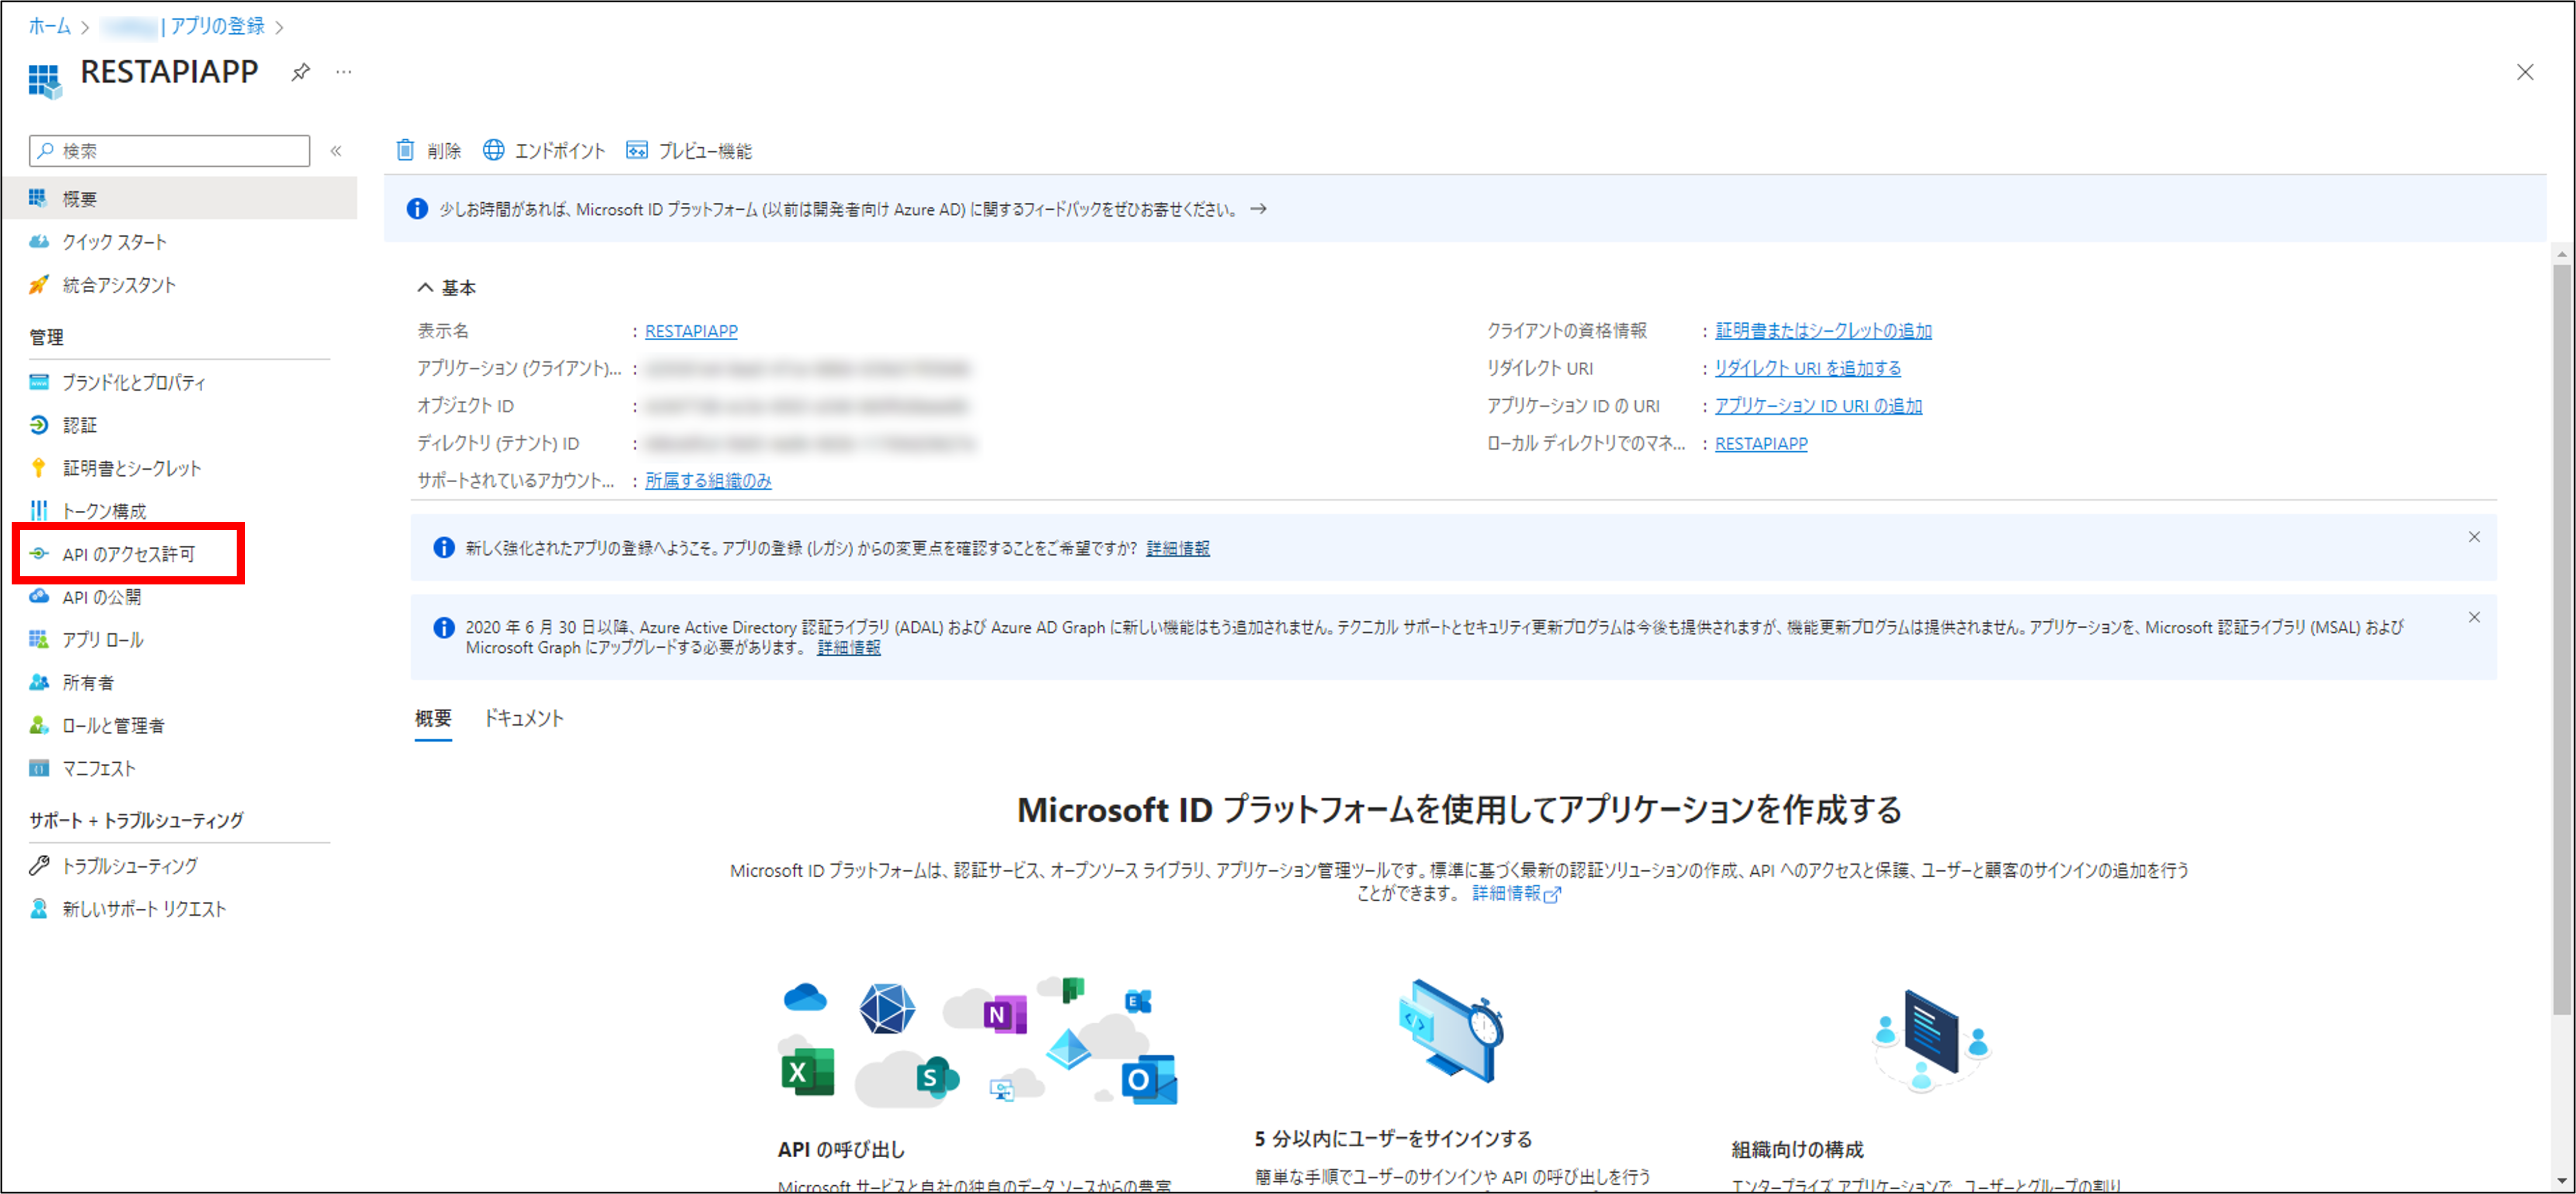 ホーム > | アプリの登録 >
RESTAPIAPP
検索
削除 エンドポイント プレビュー機能
概要
クイック スタート
統合アシスタント
管理
ブランド化とプロパティ
認証
証明書とシークレット
トークン構成
API のアクセス許可
API の公開
アプリ ロール
所有者
ロールと管理者
マニフェスト
サポート + トラブルシューティング
トラブルシューティング
新しいサポート リクエスト
少しお時間があれば、Microsoft ID プラットフォーム (以前は開発者向け Azure AD) に関するフィードバックをぜひお寄せください。 →
基本
表示名 : RESTAPIAPP
アプリケーション (クライアント)... :
オブジェクト ID :
ディレクトリ (テナント) ID :
サポートされているアカウント... : 所属する組織のみ
クライアントの資格情報 : 証明書またはシークレットの追加
リダイレクト URI : リダイレクト URI を追加する
アプリケーション ID の URI : アプリケーション ID URI の追加
ローカル ディレクトリでのマネ... : RESTAPIAPP
新しく強化されたアプリの登録へようこそ。アプリの登録 (レガシ) からの変更点を確認することをご希望ですか? 詳細情報
2020 年 6 月 30 日以降、Azure Active Directory 認証ライブラリ (ADAL) および Azure AD Graph に新しい機能はもう追加されません。テクニカル サポートとセキュリティ更新プログラムは今後も提供されますが、機能更新プログラムは提供されません。アプリケーションを、Microsoft 認証ライブラリ (MSAL) および
Microsoft Graph にアップグレードする必要があります。 詳細情報
概要 ドキュメント
Microsoft ID プラットフォームを使用してアプリケーションを作成する
Microsoft ID プラットフォームは、認証サービス、オープンソース ライブラリ、アプリケーション管理ツールです。標準に基づく最新の認証ソリューションの作成、API へのアクセスと保護、ユーザーと顧客のサインインの追加を行う
ことができます。 詳細情報
N
E
X
S
O
API の呼び出し
Microsoft サービスと自社の独自のデータ ソースからの豊富
5 分以内にユーザーをサインインする
簡単な手順でユーザーのサインインや API の呼び出しを行う
組織向けの構成
エンタープライズ アプリケーションで、ユーザーとグループの割り